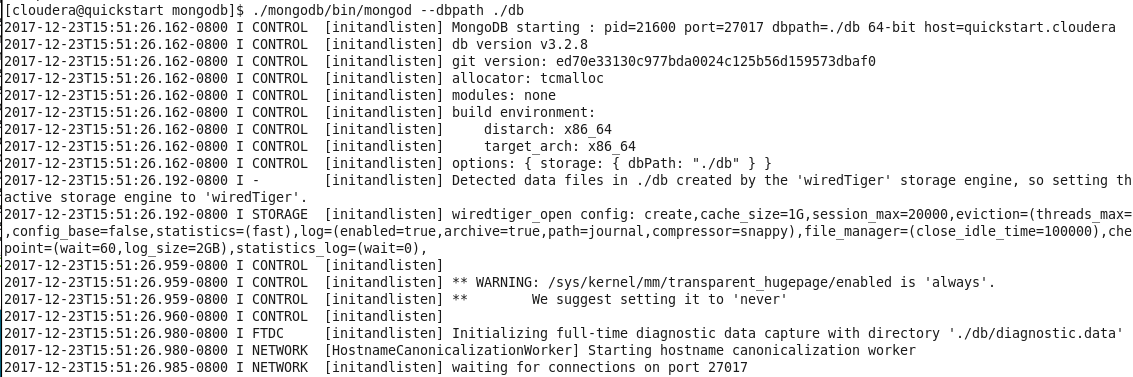 [cloudera@quickstart mongodb]$ ./mongodb/bin/mongod --dbpath ./db
2017-12-23T15:51:26.162-0800 I CONTROL  [initandlisten] MongoDB starting : pid=21600 port=27017 dbpath=./db 64-bit host=quickstart.cloudera
2017-12-23T15:51:26.162-0800 I CONTROL  [initandlisten] db version v3.2.8
2017-12-23T15:51:26.162-0800 I CONTROL  [initandlisten] git version: ed70e33130c977bda0024c125b56d159573dbaf0
2017-12-23T15:51:26.162-0800 I CONTROL  [initandlisten] allocator: tcmalloc
2017-12-23T15:51:26.162-0800 I CONTROL  [initandlisten] modules: none
2017-12-23T15:51:26.162-0800 I CONTROL  [initandlisten] build environment:
2017-12-23T15:51:26.162-0800 I CONTROL  [initandlisten]     distarch: x86_64
2017-12-23T15:51:26.162-0800 I CONTROL  [initandlisten]     target_arch: x86_64
2017-12-23T15:51:26.162-0800 I CONTROL  [initandlisten] options: { storage: { dbPath: "./db" } }
2017-12-23T15:51:26.192-0800 I -        [initandlisten] Detected data files in ./db created by the 'wiredTiger' storage engine, so setting th
active storage engine to 'wiredTiger'.
2017-12-23T15:51:26.192-0800 I STORAGE  [initandlisten] wiredtiger_open config: create,cache_size=1G,session_max=20000,eviction=(threads_max=
,config_base=false,statistics=(fast),log=(enabled=true,archive=true,path=journal,compressor=snappy),file_manager=(close_idle_time=100000),che
point=(wait=60,log_size=2GB),statistics_log=(wait=0),
2017-12-23T15:51:26.959-0800 I CONTROL  [initandlisten]
2017-12-23T15:51:26.959-0800 I CONTROL  [initandlisten] ** WARNING: /sys/kernel/mm/transparent_hugepage/enabled is 'always'.
2017-12-23T15:51:26.959-0800 I CONTROL  [initandlisten] **        We suggest setting it to 'never'
2017-12-23T15:51:26.960-0800 I CONTROL  [initandlisten]
2017-12-23T15:51:26.980-0800 I FTDC     [initandlisten] Initializing full-time diagnostic data capture with directory './db/diagnostic.data'
2017-12-23T15:51:26.980-0800 I NETWORK  [HostnameCanonicalizationWorker] Starting hostname canonicalization worker
2017-12-23T15:51:26.985-0800 I NETWORK  [initandlisten] waiting for connections on port 27017